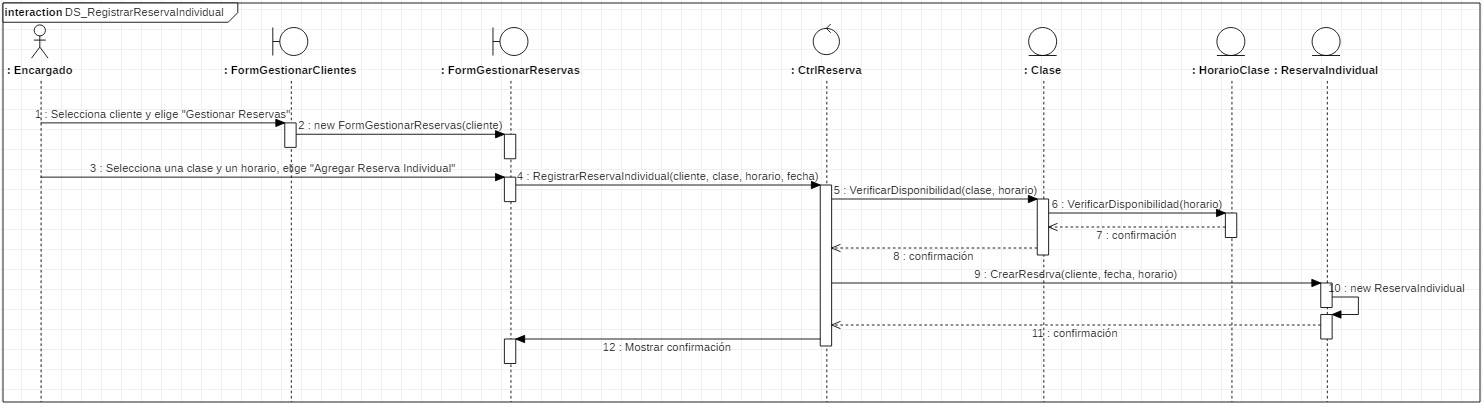 interaction DS_RegistrarReservaIndividual
: Encargado
: FormGestionarClientes
: FormGestionarReservas
: CtrlReserva
: Clase
: HorarioClase
: ReservaIndividual
1 : Selecciona cliente y elige "Gestionar Reservas"
2 : new FormGestionarReservas(cliente)
3 : Selecciona una clase y un horario, elige "Agregar Reserva Individual"
4 : RegistrarReservaIndividual(cliente, clase, horario, fecha)
5 : VerificarDisponibilidad(clase, horario)
6 : VerificarDisponibilidad(horario)
7 : confirmación
8 : confirmación
9 : CrearReserva(cliente, fecha, horario)
10 : new ReservaIndividual
11 : confirmación
12 : Mostrar confirmación